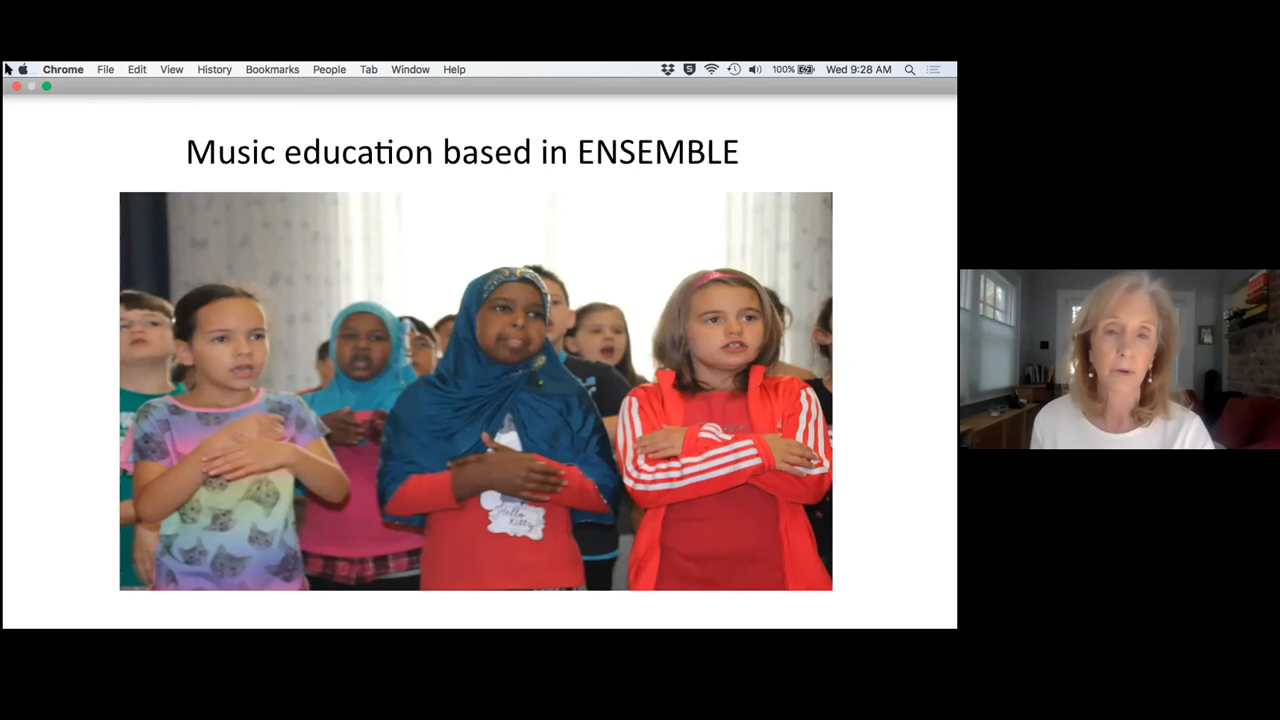 Chrome File Edit View History Bookmarks People Tab Window Help 100% Wed 9:28 AM
Music education based in ENSEMBLE
Hello
Kitty